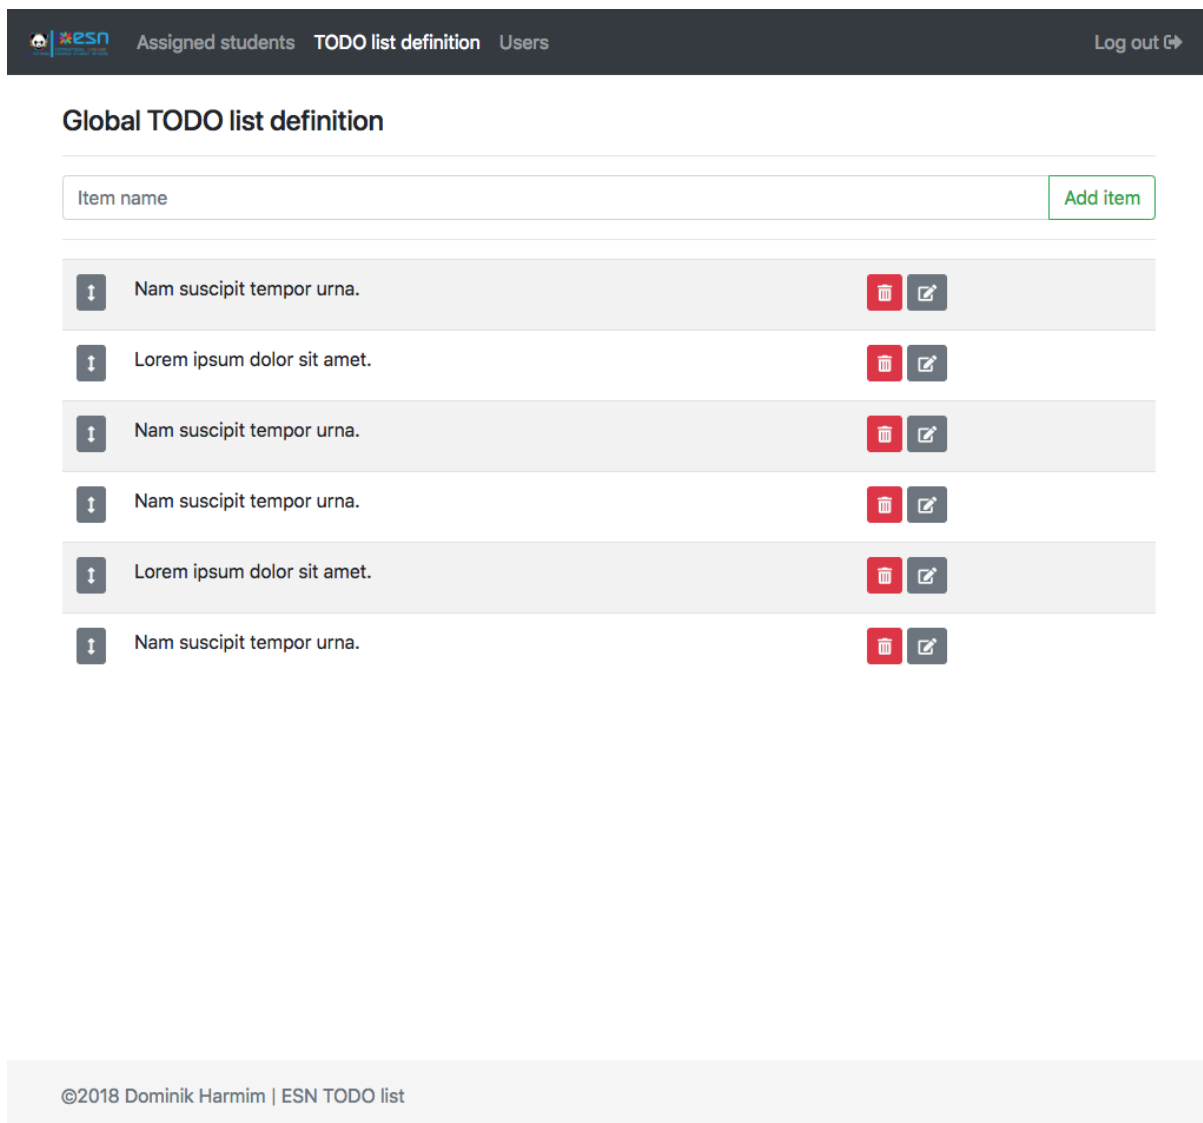 esn Assigned students TODO list definition Users Log out
Global TODO list definition
Item name Add item
Nam suscipit tempor urna.
Lorem ipsum dolor sit amet.
Nam suscipit tempor urna.
Nam suscipit tempor urna.
Lorem ipsum dolor sit amet.
Nam suscipit tempor urna.
©2018 Dominik Harmim | ESN TODO list